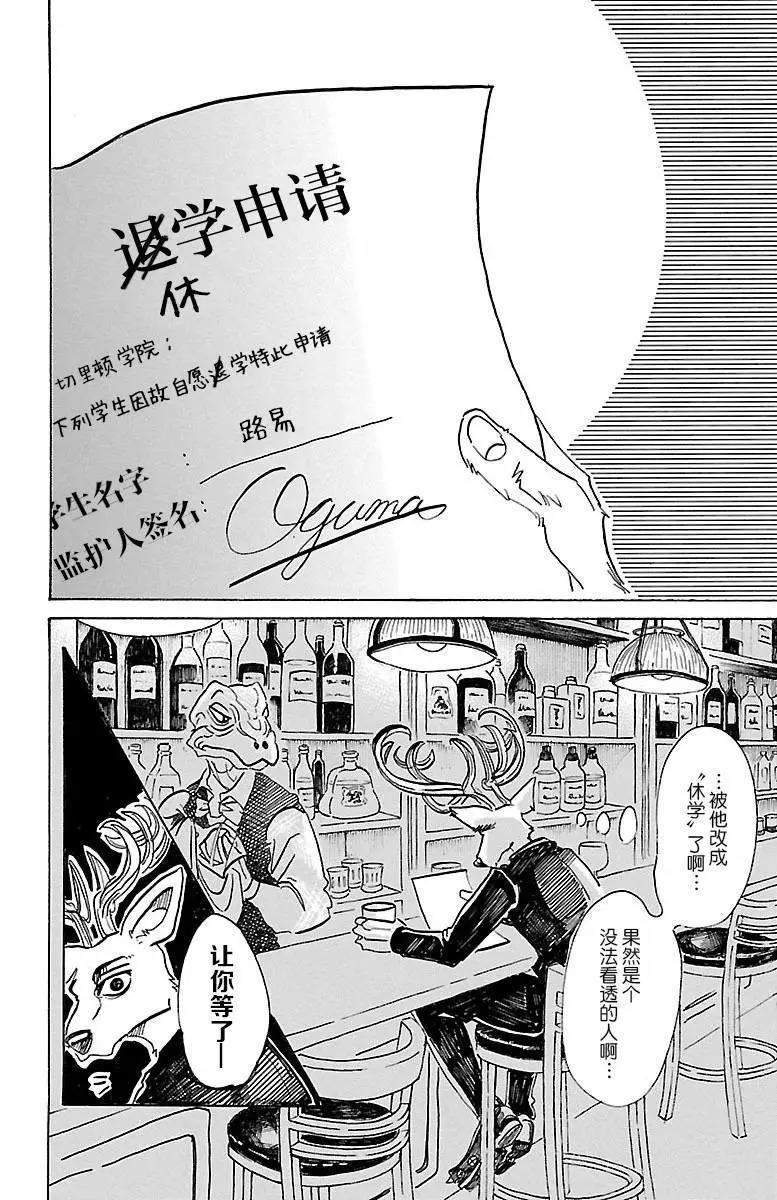 退学申请
休
切里顿学院：
下列学生因故自愿退学特此申请
学生名字：路易
监护人签名：Oguma
…被他改成
“休学”了啊…
果然是个
没法看透的人啊…
让你等了—